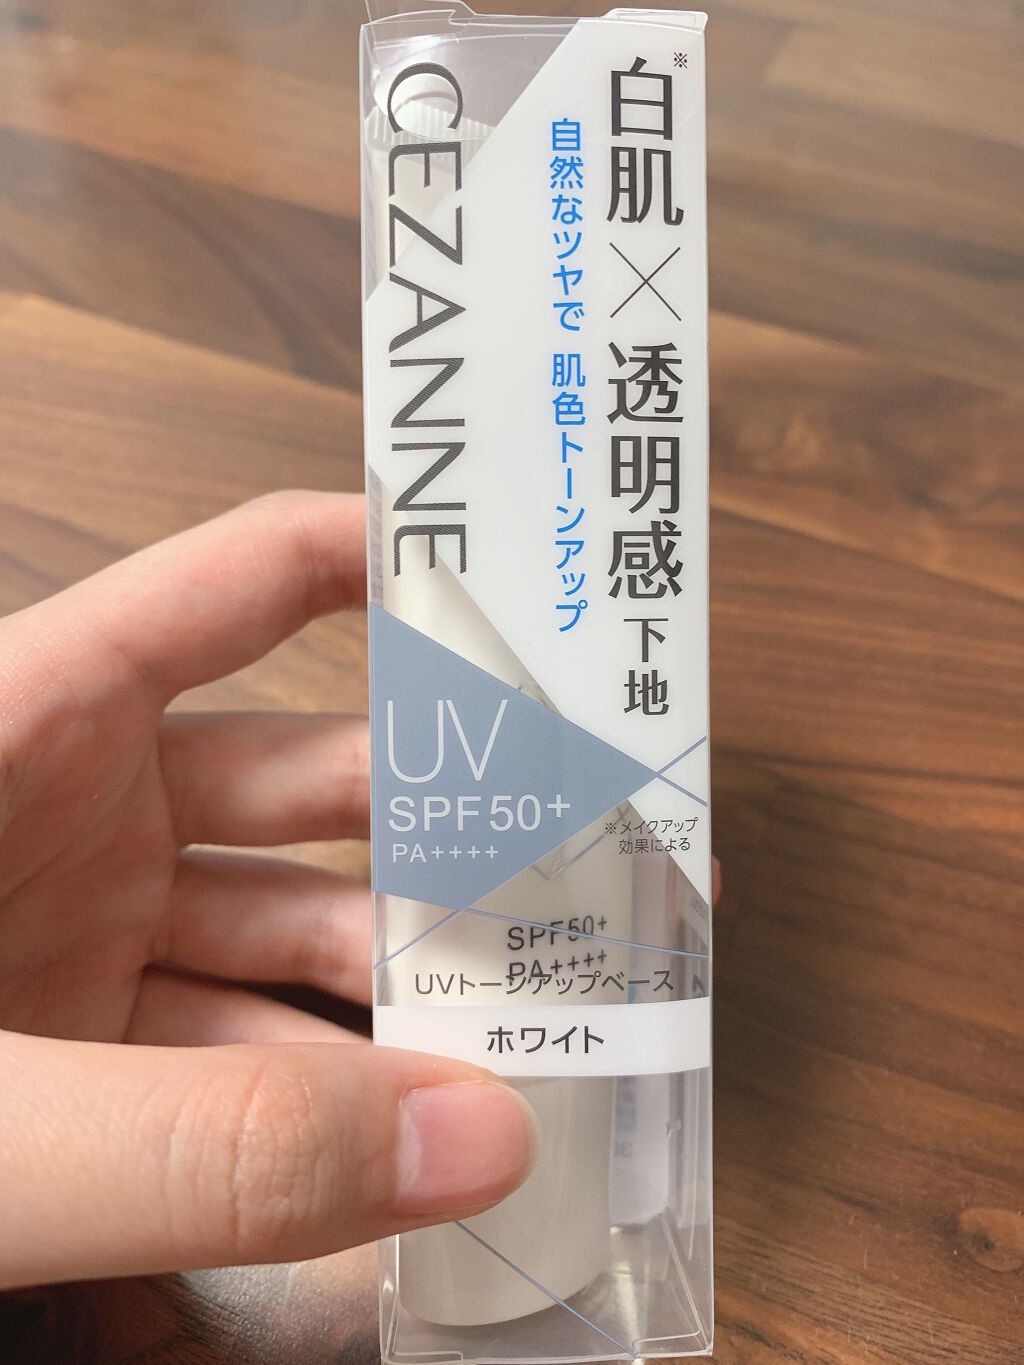 ※
白肌×透明感下地
自然なツヤで 肌色トーンアップ
CEZANNE
UV
SPF50+
PA++++
※メイクアップ
効果による
SPF50+
PA++++
UVトーンアップベース
ホワイト